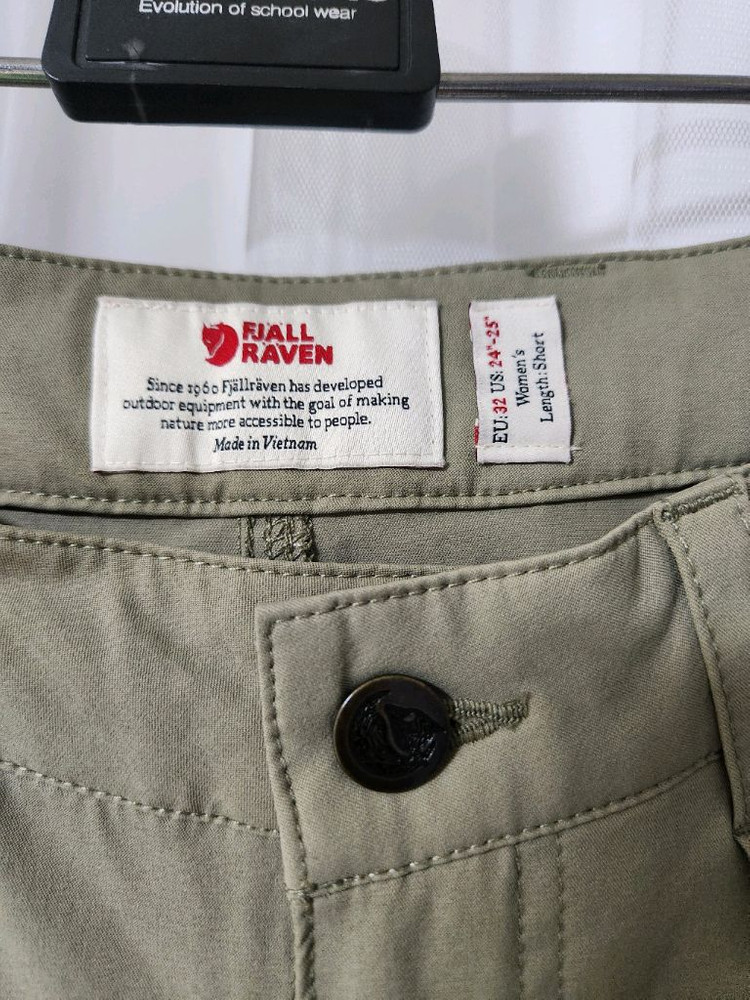 Evolution of school wear
FJALL
RAVEN
Since 1960 Fjällräven has developed
outdoor equipment with the goal of making
nature more accessible to people.
Made in Vietnam
EU:32 US: 24"-25"
Women's
Length: Short